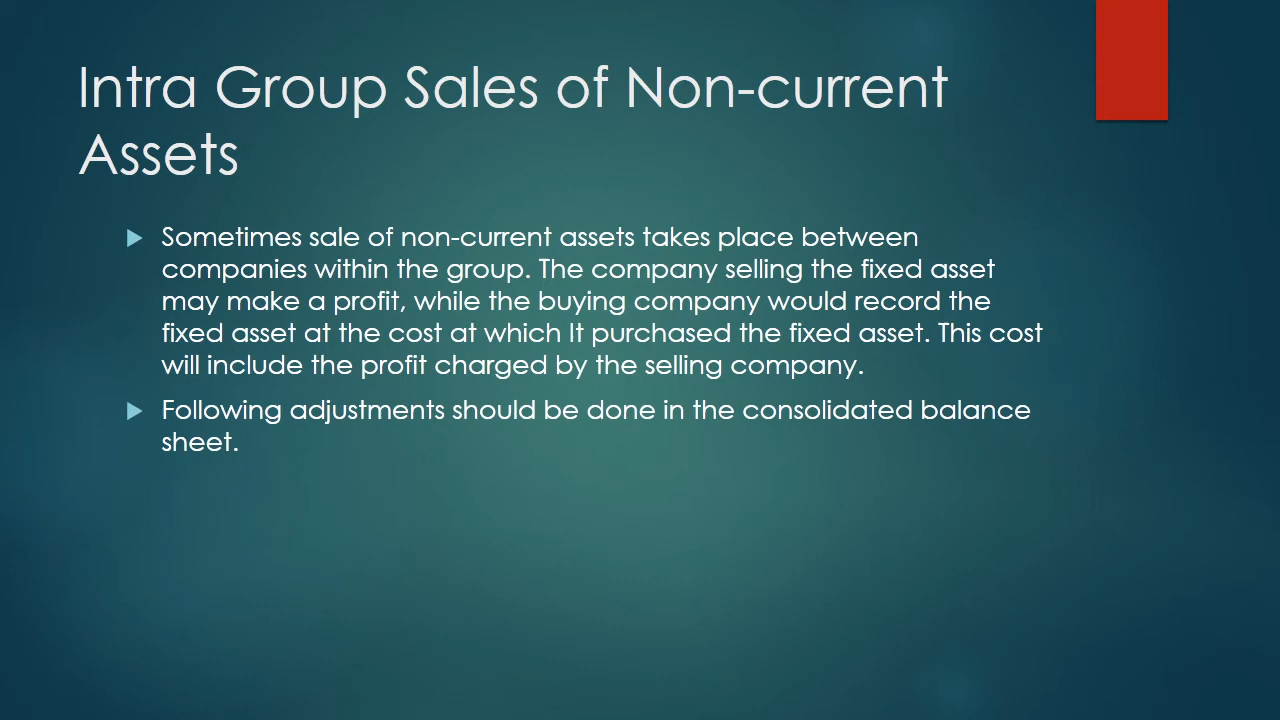 Intra Group Sales of Non-current
Assets
Sometimes sale of non-current assets takes place between
companies within the group. The company selling the fixed asset
may make a profit, while the buying company would record the
fixed asset at the cost at which It purchased the fixed asset. This cost
will include the profit charged by the selling company.
Following adjustments should be done in the consolidated balance
sheet.